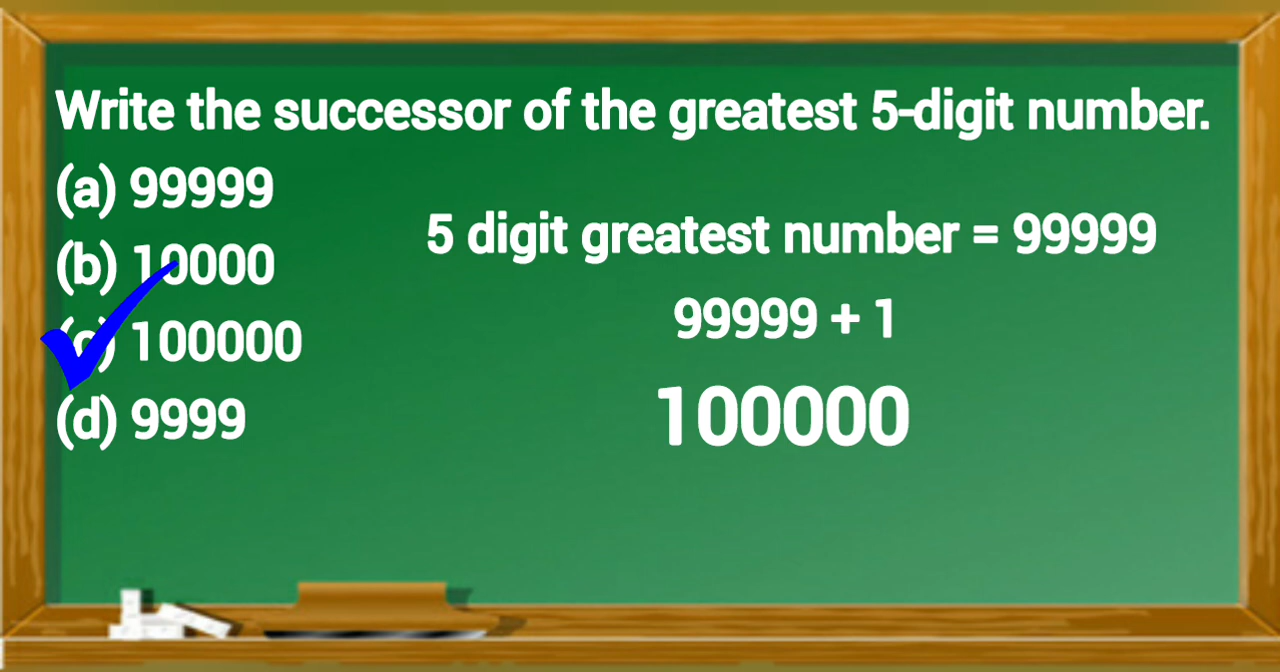 Write the successor of the greatest 5-digit number.
(a) 99999
(b) 10000
(c) 100000
(d) 9999
5 digit greatest number = 99999
99999 + 1
100000